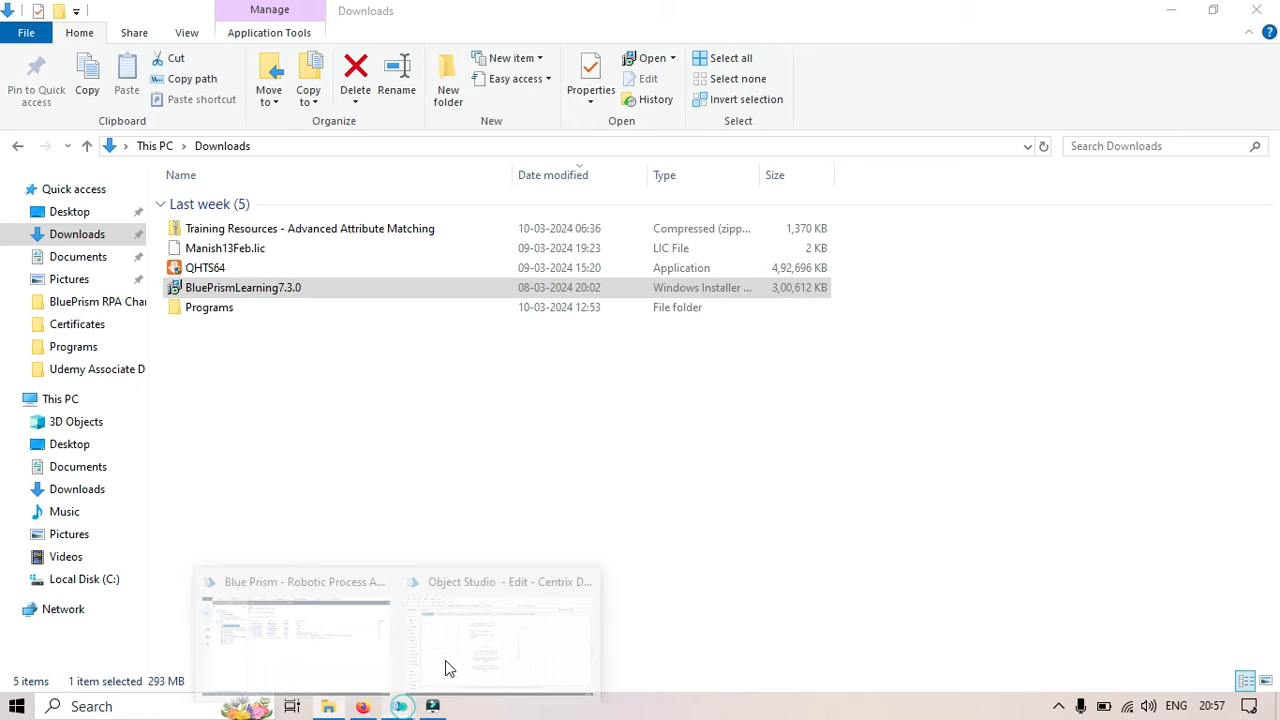 Manage
Downloads
File
Home
Share
View
Application Tools
Pin to Quick access
Copy
Paste
Cut
Copy path
Paste shortcut
Clipboard
Move to
Copy to
Delete
Rename
Organize
New folder
New item
Easy access
New
Properties
Open
Edit
History
Open
Select all
Select none
Invert selection
Select
This PC
Downloads
Search Downloads
Name
Date modified
Type
Size
Last week (5)
Training Resources - Advanced Attribute Matching 10-03-2024 06:36 Compressed (zipp... 1,370 KB
Manish13Feb.lic 09-03-2024 19:23 LIC File 2 KB
QHTS64 09-03-2024 15:20 Application 4,92,696 KB
BluePrismLearning7.3.0 08-03-2024 20:02 Windows Installer ... 3,00,612 KB
Programs 10-03-2024 12:53 File folder
Quick access
Desktop
Downloads
Documents
Pictures
BluePrism RPA Cha
Certificates
Programs
Udemy Associate D
This PC
3D Objects
Desktop
Documents
Downloads
Music
Pictures
Videos
Local Disk (C:)
Network
Blue Prism - Robotic Process A...
Object Studio - Edit - Centrix D...
5 items
1 item selected 293 MB
Search
ENG
20:57